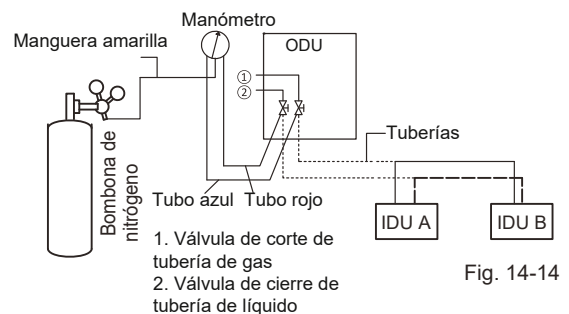 Manómetro
Manguera amarilla
ODU
①
②
Tuberías
Bombona de
nitrógeno
Tubo azul
Tubo rojo
IDU A
IDU B
1. Válvula de corte de
tubería de gas
2. Válvula de cierre de
tubería de líquido
Fig. 14-14